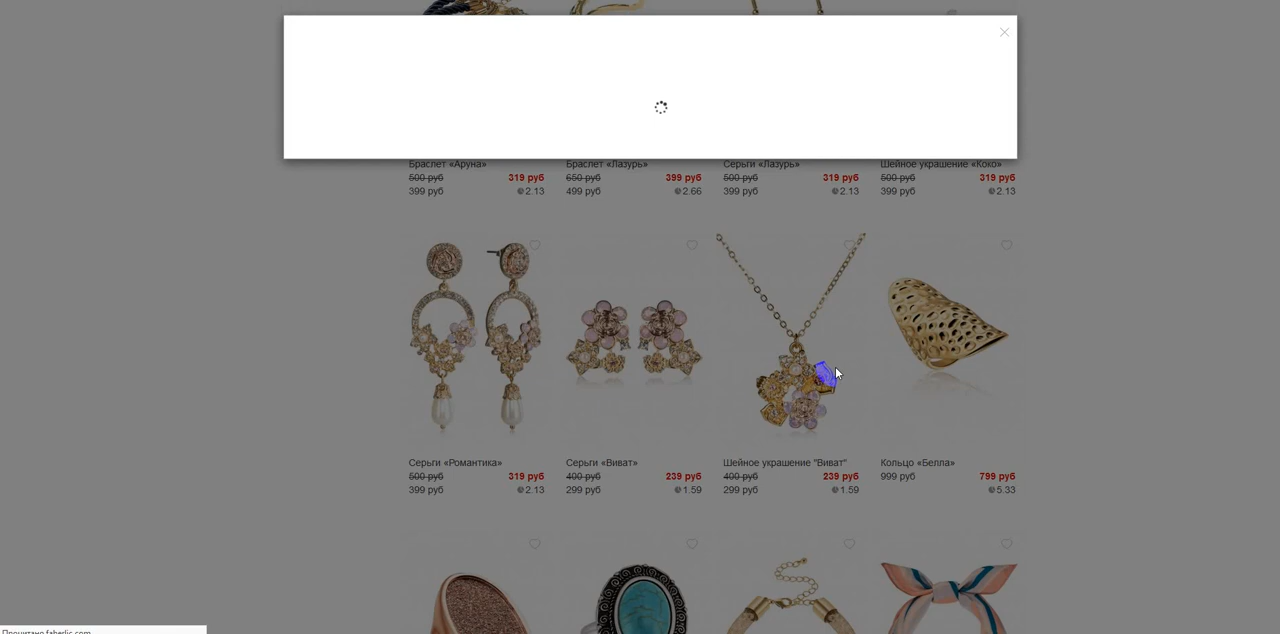 Браслет «Аруна» Браслет «Лазурь» Серьги «Лазурь» Шейное украшение «Коко»
500 руб 319 руб 650 руб 399 руб 500 руб 319 руб 500 руб 319 руб
399 руб 2.13 499 руб 2.66 399 руб 2.13 399 руб 2.13
Серьги «Романтика» Серьги «Виват» Шейное украшение "Виват" Кольцо «Белла»
500 руб 319 руб 400 руб 239 руб 400 руб 239 руб 999 руб 799 руб
399 руб 2.13 299 руб 1.59 299 руб 1.59 5.33
Прочитано faberlic.com